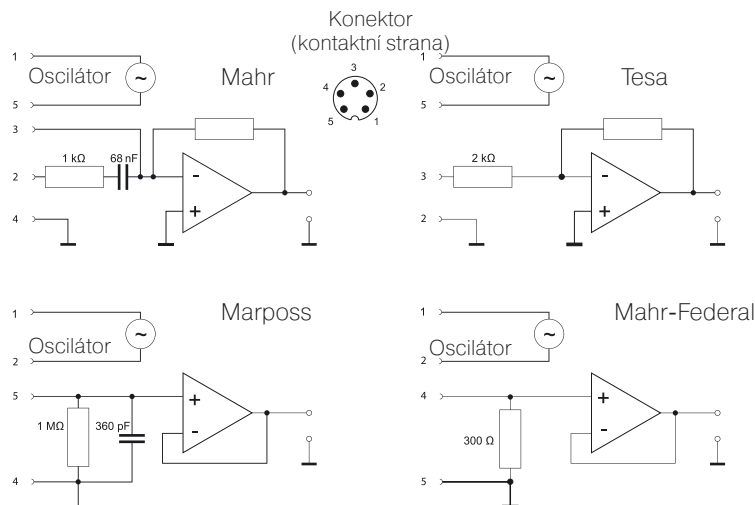 Konektor
(kontaktní strana)
3
4
2
5
1
1
Oscilátor
~
Mahr
5
3
1 kΩ
68 nF
2
-
+
4
1
Oscilátor
~
Tesa
5
2 kΩ
3
-
+
2
1
Oscilátor
~
Marposs
2
5
+
-
1 MΩ
360 pF
4
1
Oscilátor
~
Mahr-Federal
2
4
+
-
300 Ω
5